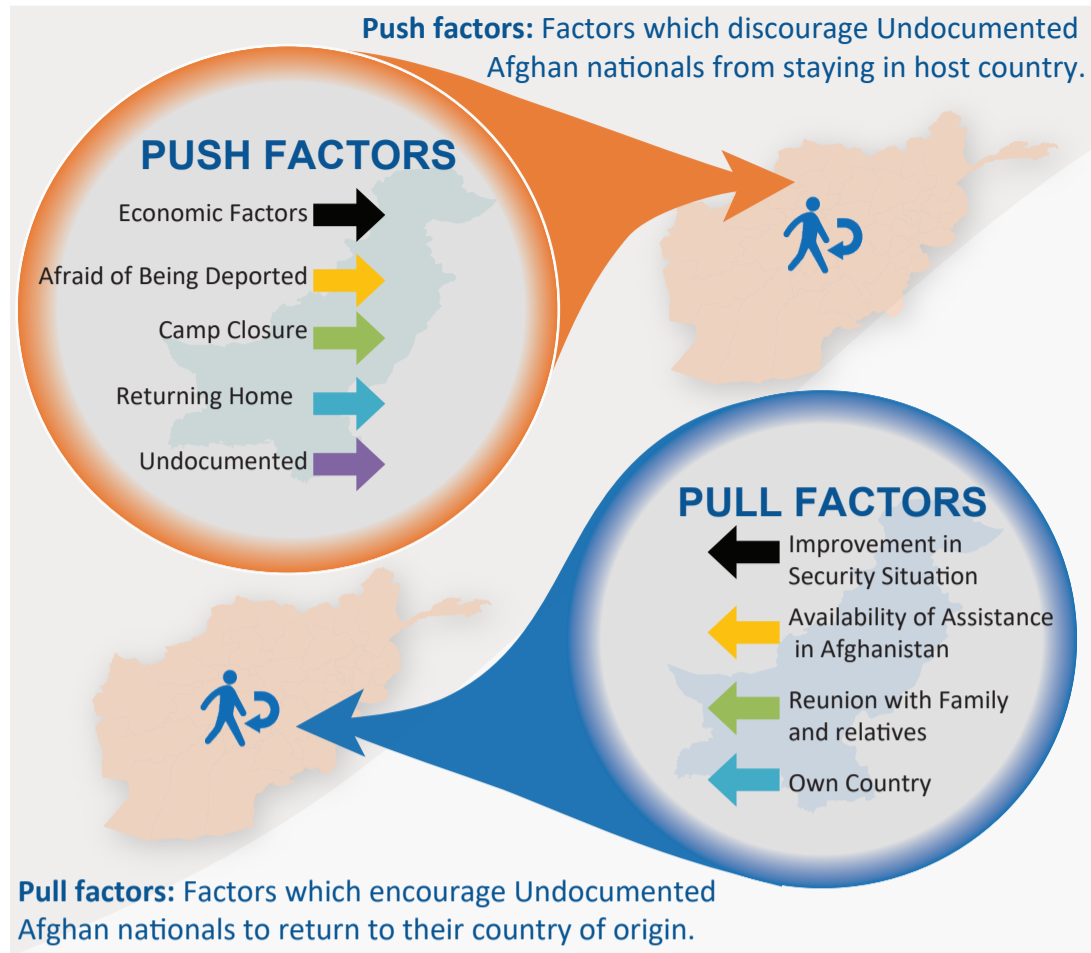 Push factors: Factors which discourage Undocumented
Afghan nationals from staying in host country.
PUSH FACTORS
Economic Factors
Afraid of Being Deported
Camp Closure
Returning Home
Undocumented
PULL FACTORS
Improvement in
Security Situation
Availability of Assistance
in Afghanistan
Reunion with Family
and relatives
Own Country
Pull factors: Factors which encourage Undocumented
Afghan nationals to return to their country of origin.